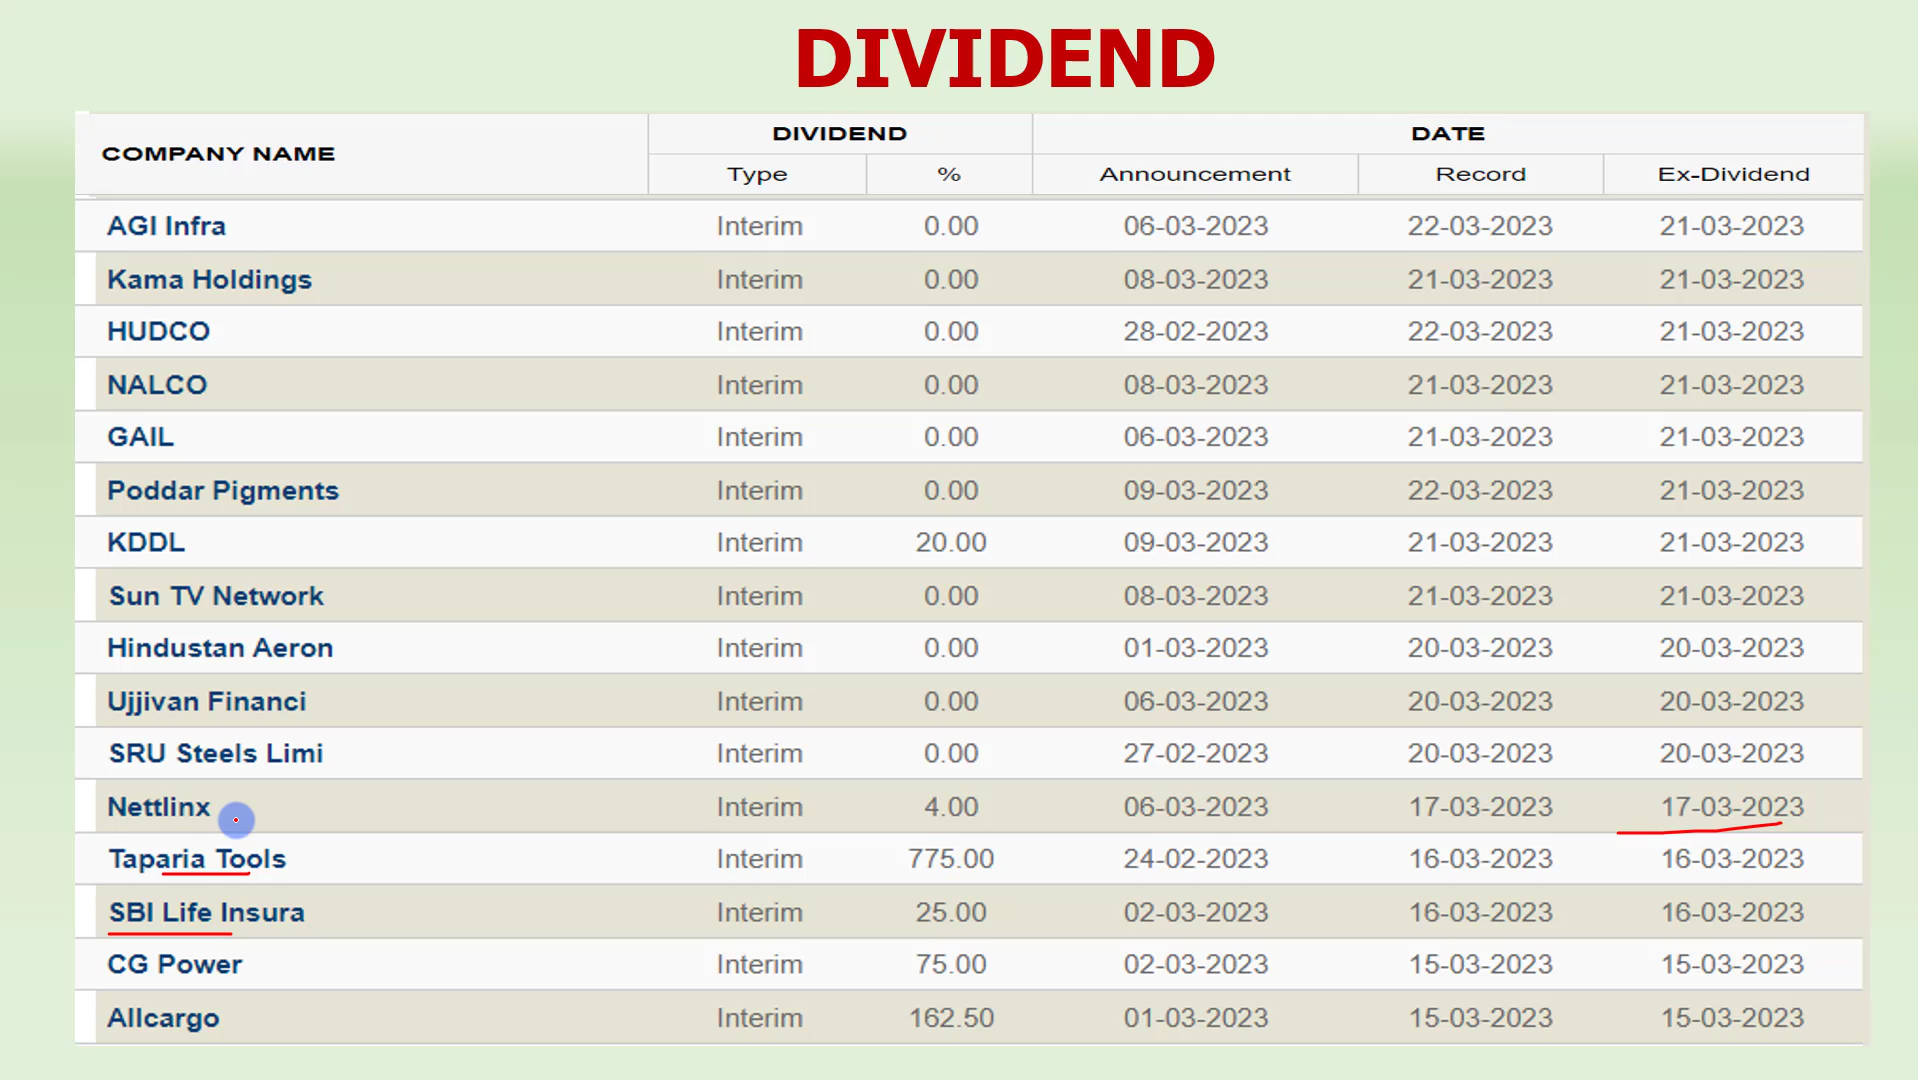 DIVIDEND
COMPANY NAME DIVIDEND DATE
Type % Announcement Record Ex-Dividend
AGI Infra Interim 0.00 06-03-2023 22-03-2023 21-03-2023
Kama Holdings Interim 0.00 08-03-2023 21-03-2023 21-03-2023
HUDCO Interim 0.00 28-02-2023 22-03-2023 21-03-2023
NALCO Interim 0.00 08-03-2023 21-03-2023 21-03-2023
GAIL Interim 0.00 06-03-2023 21-03-2023 21-03-2023
Poddar Pigments Interim 0.00 09-03-2023 22-03-2023 21-03-2023
KDDL Interim 20.00 09-03-2023 21-03-2023 21-03-2023
Sun TV Network Interim 0.00 08-03-2023 21-03-2023 21-03-2023
Hindustan Aeron Interim 0.00 01-03-2023 20-03-2023 20-03-2023
Ujjivan Financi Interim 0.00 06-03-2023 20-03-2023 20-03-2023
SRU Steels Limi Interim 0.00 27-02-2023 20-03-2023 20-03-2023
Nettlinx Interim 4.00 06-03-2023 17-03-2023 17-03-2023
Taparia Tools Interim 775.00 24-02-2023 16-03-2023 16-03-2023
SBI Life Insura Interim 25.00 02-03-2023 16-03-2023 16-03-2023
CG Power Interim 75.00 02-03-2023 15-03-2023 15-03-2023
Allcargo Interim 162.50 01-03-2023 15-03-2023 15-03-2023